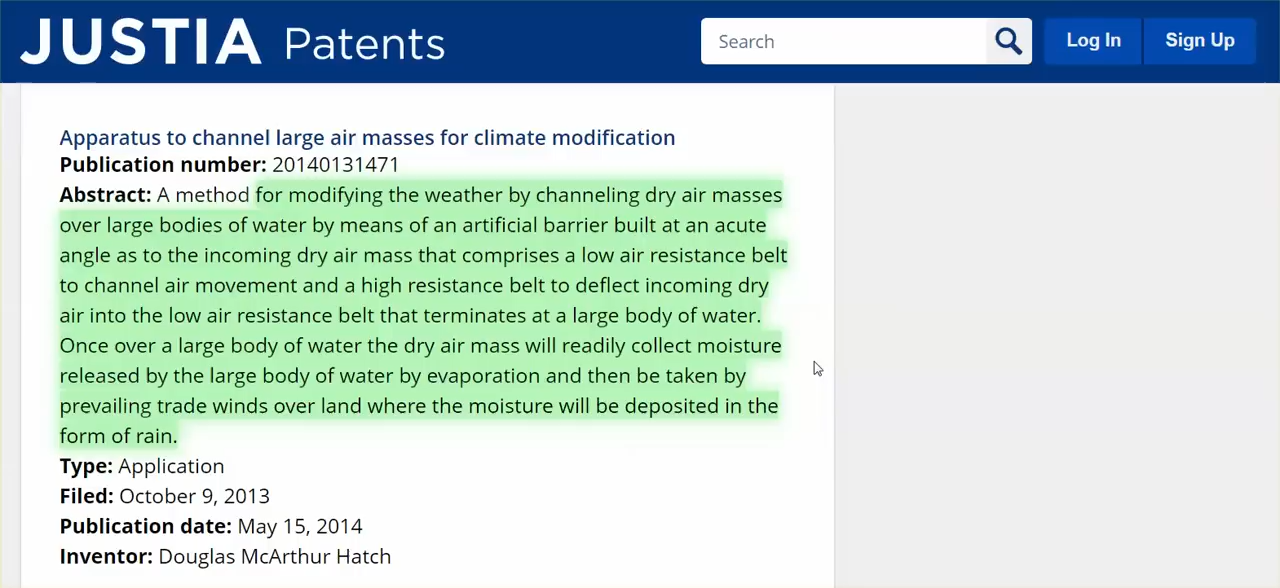 JUSTIA Patents
Search
Log In
Sign Up
Apparatus to channel large air masses for climate modification
Publication number: 20140131471
Abstract: A method for modifying the weather by channeling dry air masses
over large bodies of water by means of an artificial barrier built at an acute
angle as to the incoming dry air mass that comprises a low air resistance belt
to channel air movement and a high resistance belt to deflect incoming dry
air into the low air resistance belt that terminates at a large body of water.
Once over a large body of water the dry air mass will readily collect moisture
released by the large body of water by evaporation and then be taken by
prevailing trade winds over land where the moisture will be deposited in the
form of rain.
Type: Application
Filed: October 9, 2013
Publication date: May 15, 2014
Inventor: Douglas McArthur Hatch